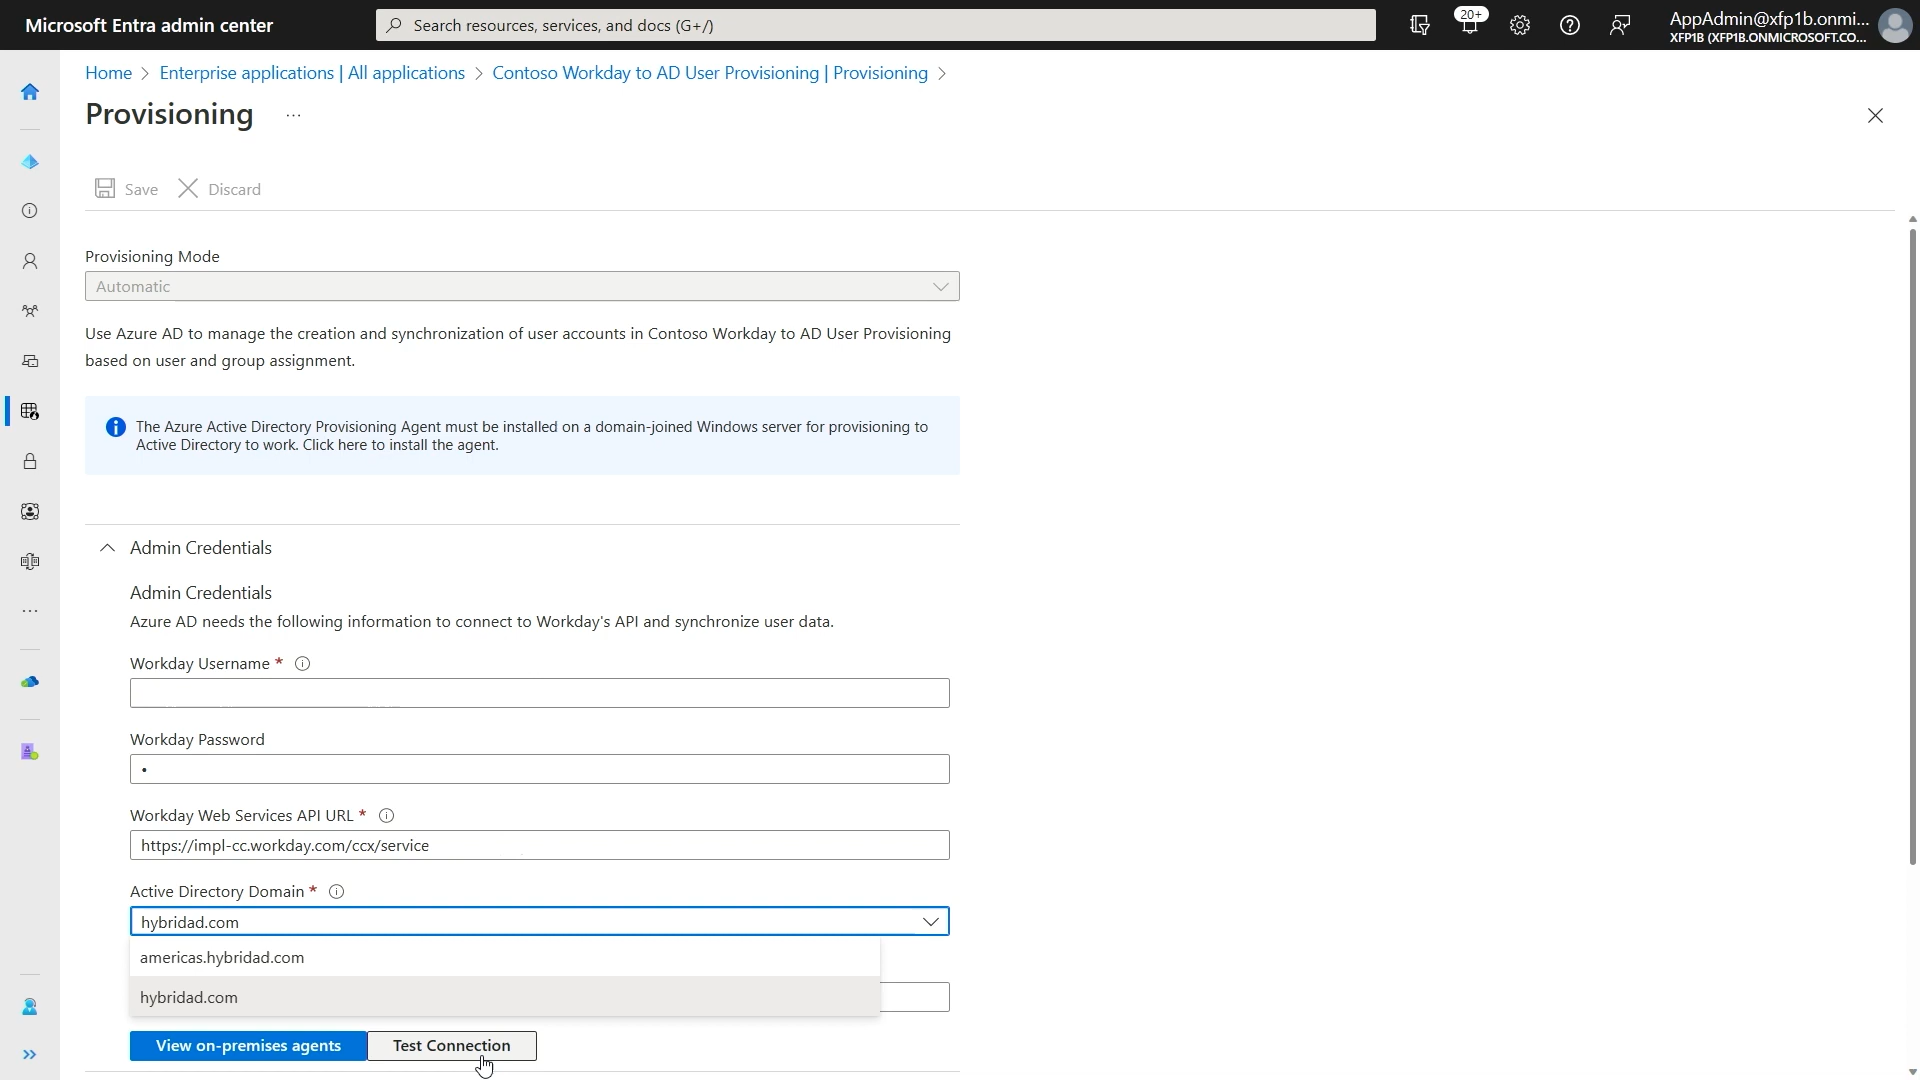 Microsoft Entra admin center
Search resources, services, and docs (G+/)
20+
AppAdmin@xfp1b.onmi...
XFP1B (XFP1B.ONMICROSOFT.CO...
Home > Enterprise applications | All applications > Contoso Workday to AD User Provisioning | Provisioning >
Provisioning ...
Save Discard
Provisioning Mode
Automatic
Use Azure AD to manage the creation and synchronization of user accounts in Contoso Workday to AD User Provisioning
based on user and group assignment.
The Azure Active Directory Provisioning Agent must be installed on a domain-joined Windows server for provisioning to
Active Directory to work. Click here to install the agent.
Admin Credentials
Admin Credentials
Azure AD needs the following information to connect to Workday's API and synchronize user data.
Workday Username *
Workday Password
•
Workday Web Services API URL *
https://impl-cc.workday.com/ccx/service
Active Directory Domain *
hybridad.com
americas.hybridad.com
hybridad.com
View on-premises agents Test Connection